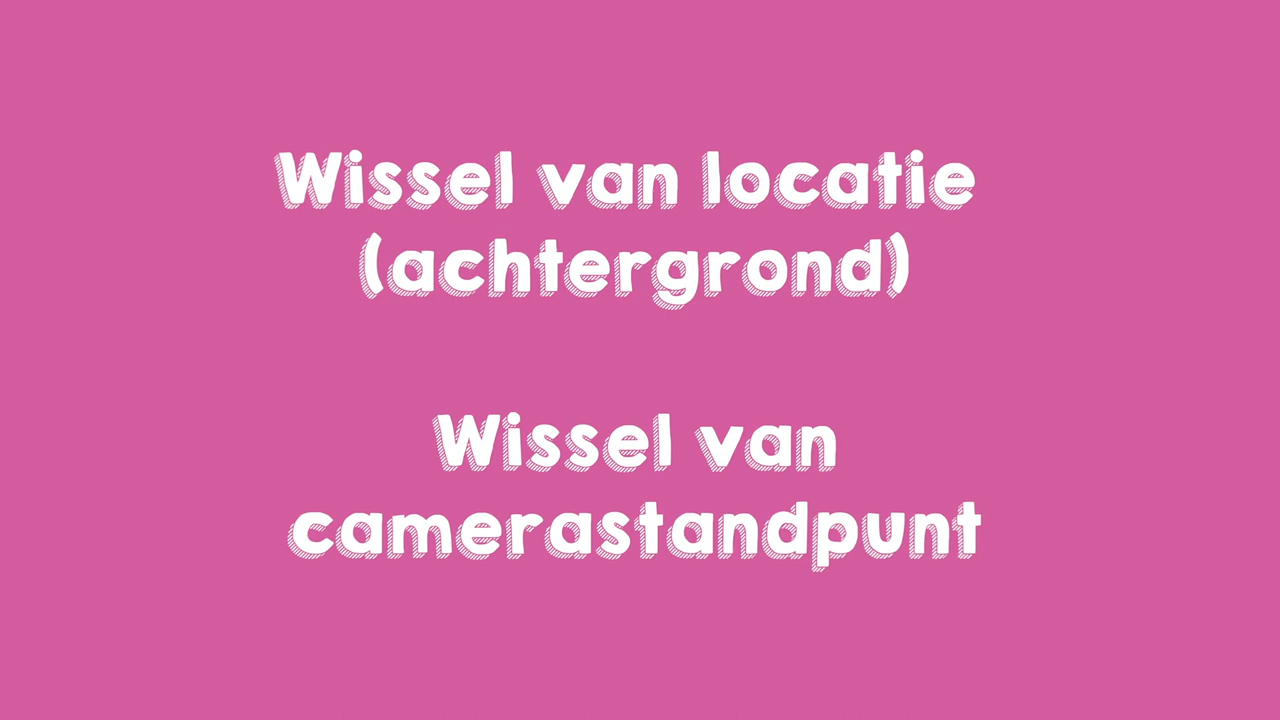 Wissel van locatie
(achtergrond)
Wissel van
camerastandpunt